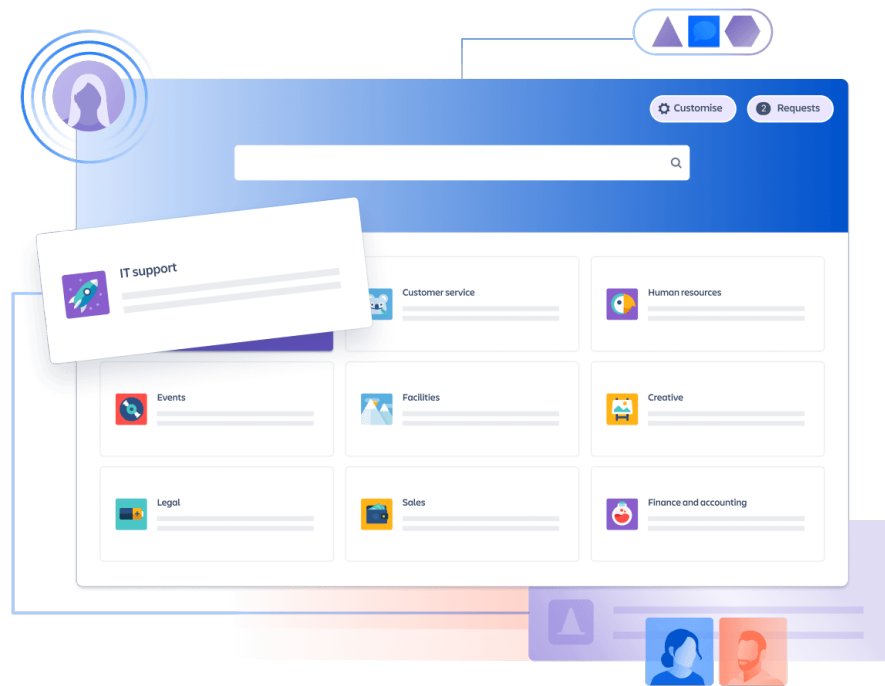 Customise
2 Requests
IT support
Customer service
Human resources
Events
Facilities
Creative
Legal
Sales
Finance and accounting